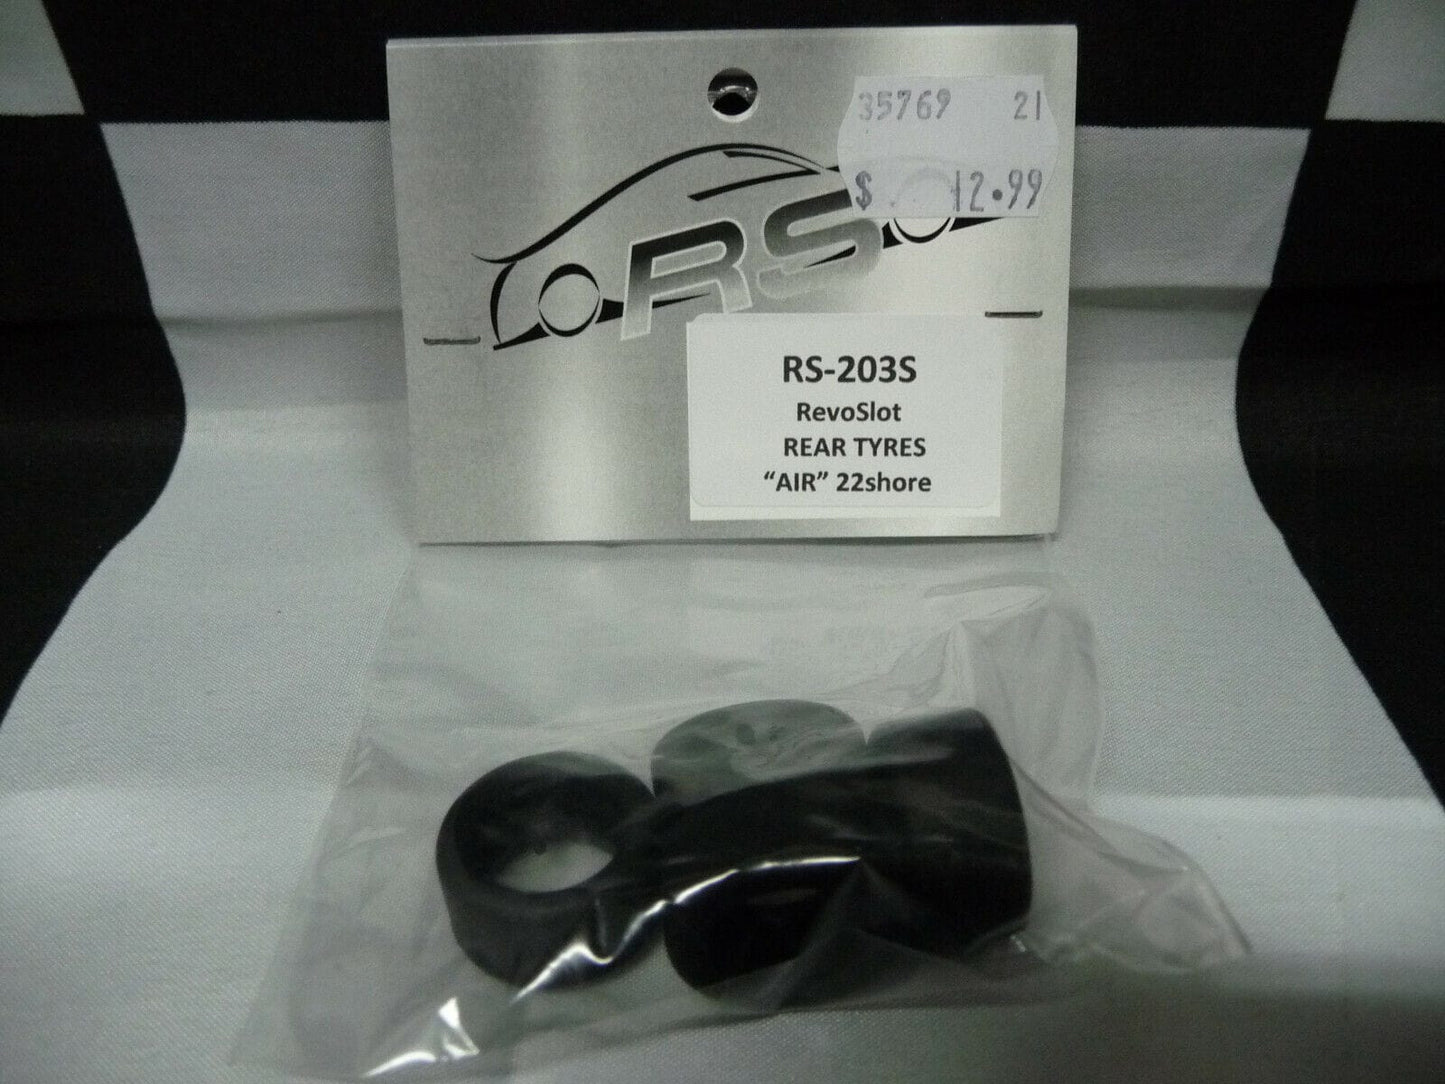 35769 21
$ 12.99
RS
RS-203S
RevoSlot
REAR TYRES
“AIR” 22shore